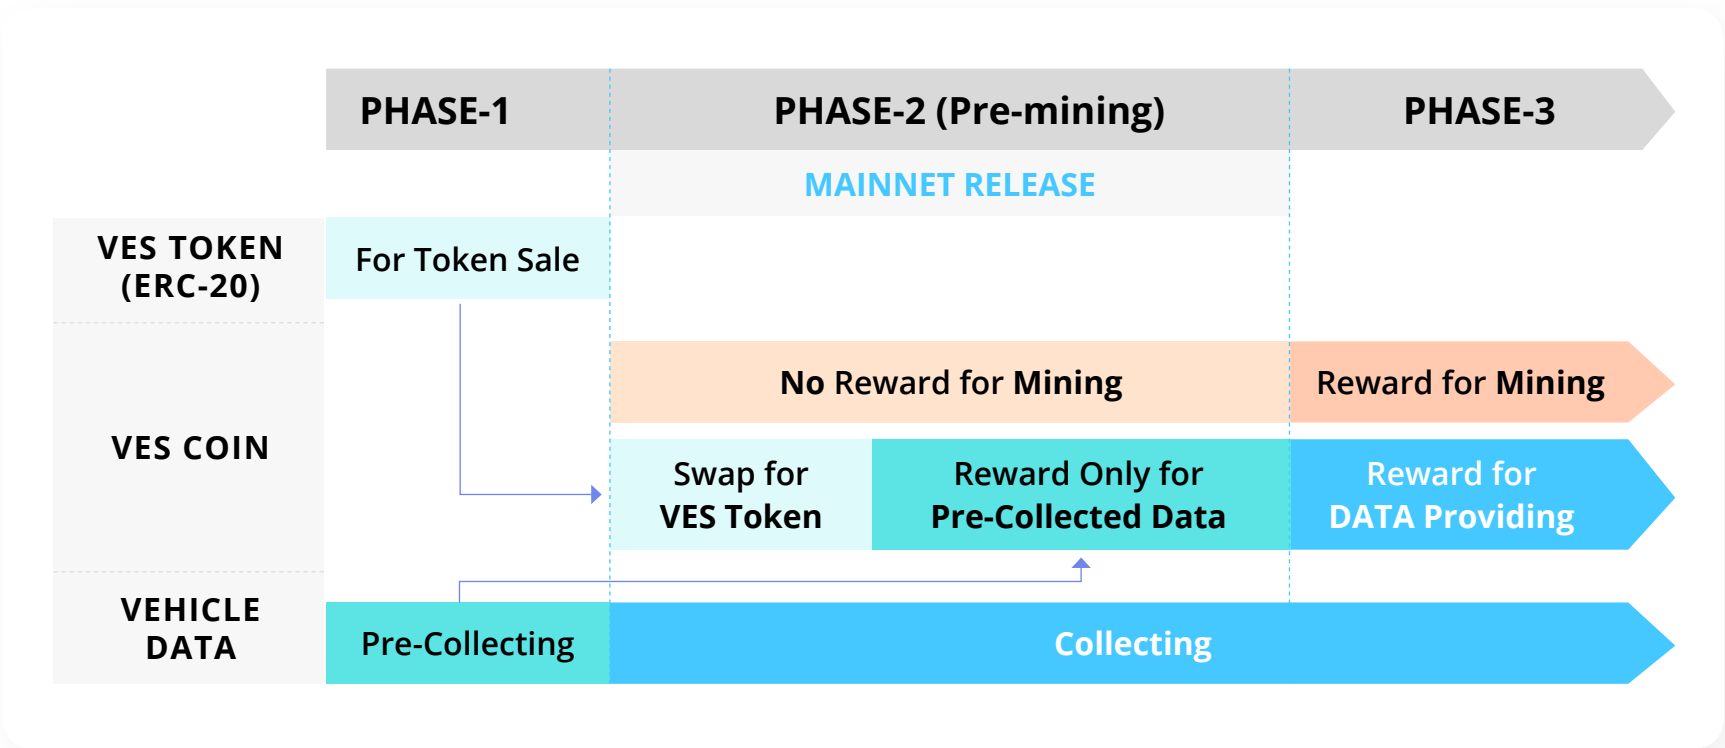 PHASE-1
PHASE-2 (Pre-mining)
PHASE-3
MAINNET RELEASE
VES TOKEN
(ERC-20)
For Token Sale
VES COIN
No Reward for Mining
Reward for Mining
Swap for
VES Token
Reward Only for
Pre-Collected Data
Reward for
DATA Providing
VEHICLE
DATA
Pre-Collecting
Collecting